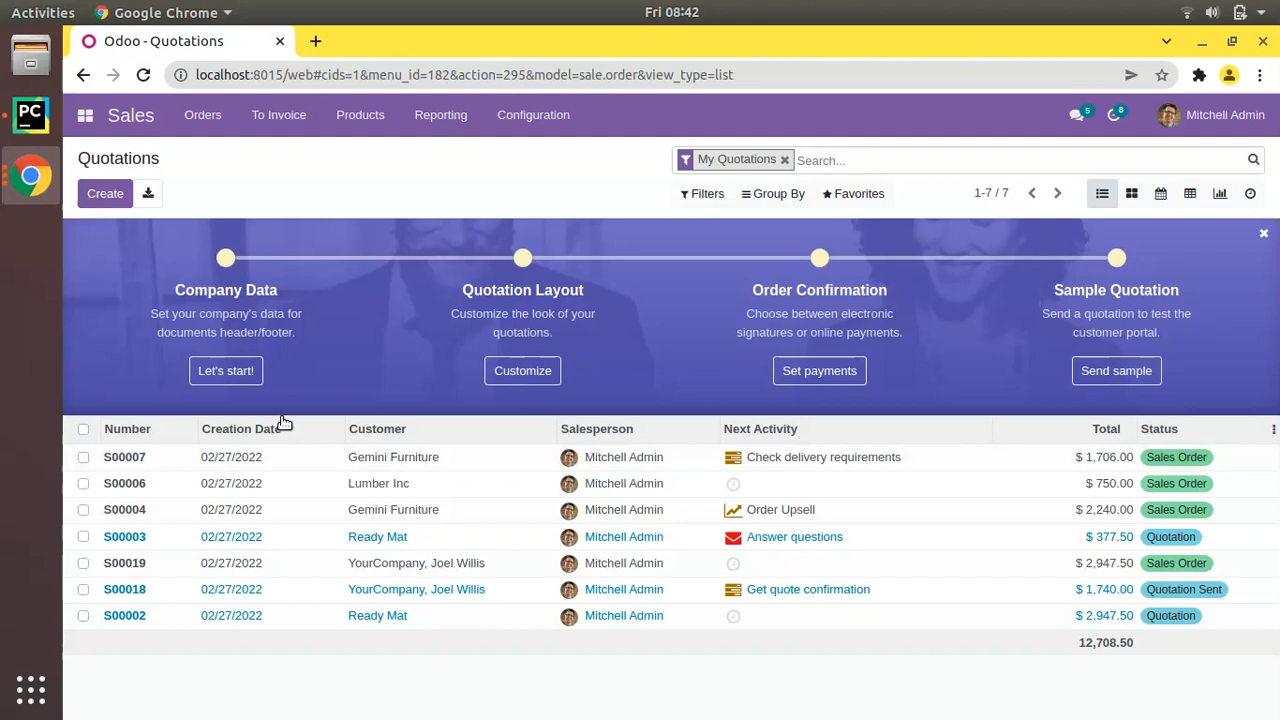 Activities Google Chrome Fri 08:42
Odoo - Quotations
localhost:8015/web#cids=1&menu_id=182&action=295&model=sale.order&view_type=list
PC
Sales Orders To Invoice Products Reporting Configuration 5 8 Mitchell Admin
Quotations My Quotations Search...
Create Filters Group By Favorites 1-7 / 7
Company Data Quotation Layout Order Confirmation Sample Quotation
Set your company's data for Customize the look of your Choose between electronic Send a quotation to test the
documents header/footer. quotations. signatures or online payments. customer portal.
Let's start! Customize Set payments Send sample
Number Creation Date Customer Salesperson Next Activity Total Status
S00007 02/27/2022 Gemini Furniture Mitchell Admin Check delivery requirements $ 1,706.00 Sales Order
S00006 02/27/2022 Lumber Inc Mitchell Admin $ 750.00 Sales Order
S00004 02/27/2022 Gemini Furniture Mitchell Admin Order Upsell $ 2,240.00 Sales Order
S00003 02/27/2022 Ready Mat Mitchell Admin Answer questions $ 377.50 Quotation
S00019 02/27/2022 YourCompany, Joel Willis Mitchell Admin $ 2,947.50 Sales Order
S00018 02/27/2022 YourCompany, Joel Willis Mitchell Admin Get quote confirmation $ 1,740.00 Quotation Sent
S00002 02/27/2022 Ready Mat Mitchell Admin $ 2,947.50 Quotation
12,708.50